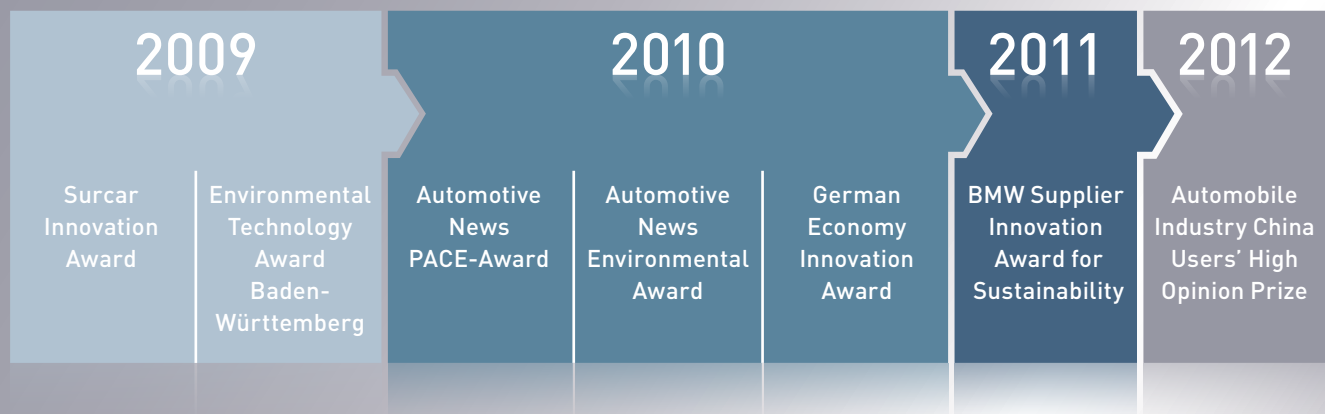 2009
Surcar
Innovation
Award
Environmental
Technology
Award
Baden-
Württemberg
2010
Automotive
News
PACE-Award
Automotive
News
Environmental
Award
German
Economy
Innovation
Award
2011
BMW Supplier
Innovation
Award for
Sustainability
2012
Automobile
Industry China
Users’ High
Opinion Prize